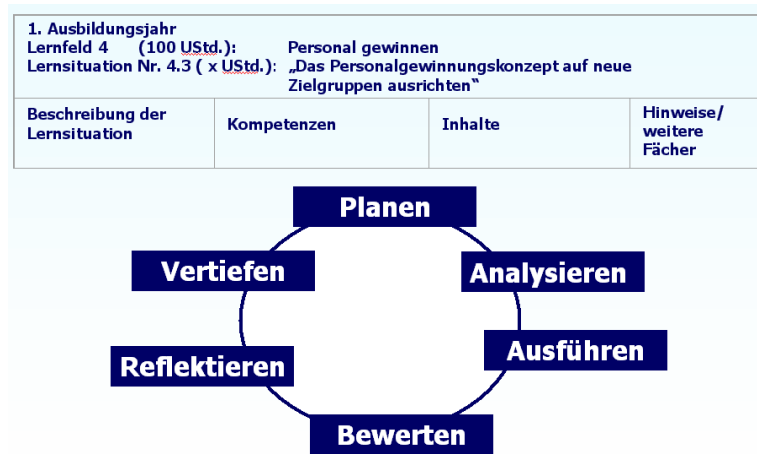 1. Ausbildungsjahr
Lernfeld 4 (100 UStd.): Personal gewinnen
Lernsituation Nr. 4.3 ( x UStd.): „Das Personalgewinnungskonzept auf neue
Zielgruppen ausrichten“
Beschreibung der
Lernsituation
Kompetenzen
Inhalte
Hinweise/
weitere
Fächer
Planen
Vertiefen
Analysieren
Ausführen
Reflektieren
Bewerten